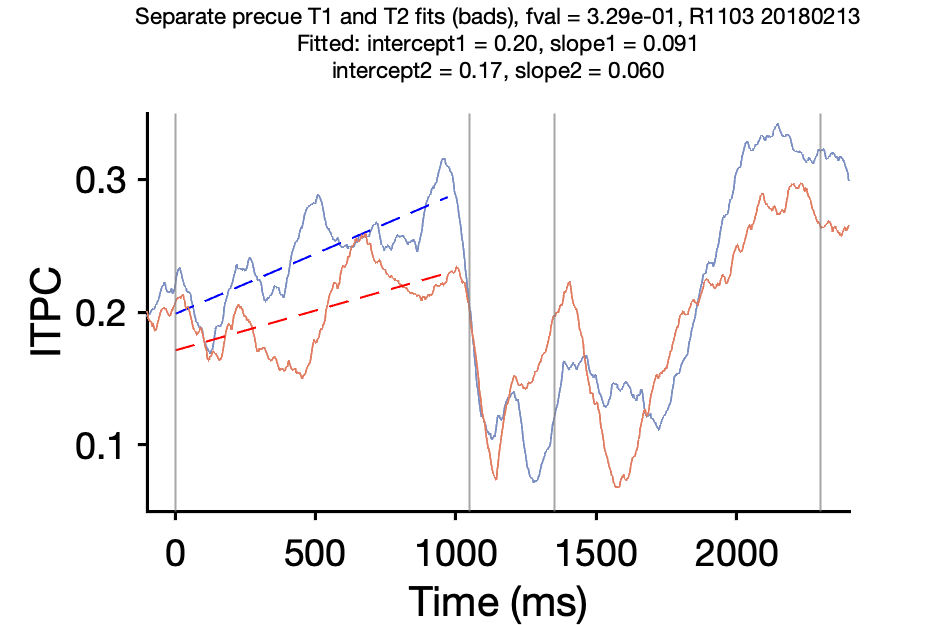 Separate precue T1 and T2 fits (bads), fval = 3.29e-01, R1103 20180213
Fitted: intercept1 = 0.20, slope1 = 0.091
intercept2 = 0.17, slope2 = 0.060
0.3
0.2
0.1
ITPC
0 500 1000 1500 2000
Time (ms)